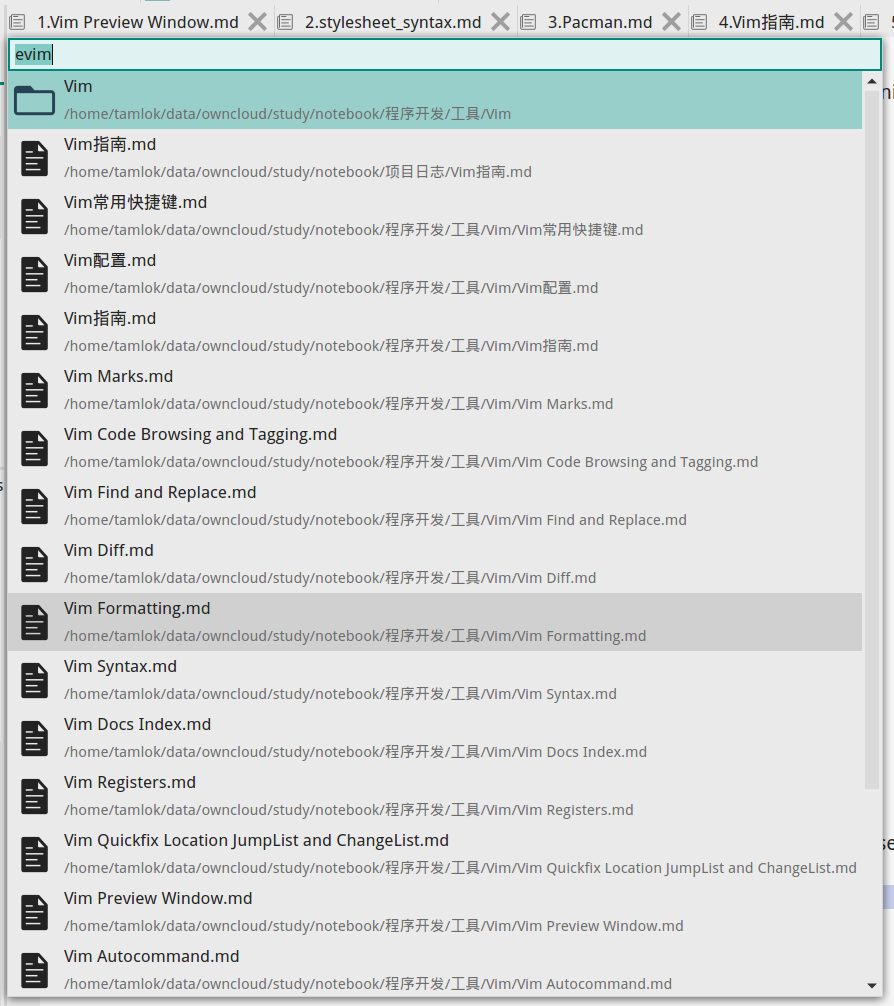 1.Vim Preview Window.md 2.stylesheet_syntax.md 3.Pacman.md 4.Vim指南.md
evim
Vim
/home/tamlok/data/owncloud/study/notebook/程序开发/工具/Vim
Vim指南.md
/home/tamlok/data/owncloud/study/notebook/项目日志/Vim指南.md
Vim常用快捷键.md
/home/tamlok/data/owncloud/study/notebook/程序开发/工具/Vim/Vim常用快捷键.md
Vim配置.md
/home/tamlok/data/owncloud/study/notebook/程序开发/工具/Vim/Vim配置.md
Vim指南.md
/home/tamlok/data/owncloud/study/notebook/程序开发/工具/Vim/Vim指南.md
Vim Marks.md
/home/tamlok/data/owncloud/study/notebook/程序开发/工具/Vim/Vim Marks.md
Vim Code Browsing and Tagging.md
/home/tamlok/data/owncloud/study/notebook/程序开发/工具/Vim/Vim Code Browsing and Tagging.md
Vim Find and Replace.md
/home/tamlok/data/owncloud/study/notebook/程序开发/工具/Vim/Vim Find and Replace.md
Vim Diff.md
/home/tamlok/data/owncloud/study/notebook/程序开发/工具/Vim/Vim Diff.md
Vim Formatting.md
/home/tamlok/data/owncloud/study/notebook/程序开发/工具/Vim/Vim Formatting.md
Vim Syntax.md
/home/tamlok/data/owncloud/study/notebook/程序开发/工具/Vim/Vim Syntax.md
Vim Docs Index.md
/home/tamlok/data/owncloud/study/notebook/程序开发/工具/Vim/Vim Docs Index.md
Vim Registers.md
/home/tamlok/data/owncloud/study/notebook/程序开发/工具/Vim/Vim Registers.md
Vim Quickfix Location JumpList and ChangeList.md
/home/tamlok/data/owncloud/study/notebook/程序开发/工具/Vim/Vim Quickfix Location JumpList and ChangeList.md
Vim Preview Window.md
/home/tamlok/data/owncloud/study/notebook/程序开发/工具/Vim/Vim Preview Window.md
Vim Autocommand.md
/home/tamlok/data/owncloud/study/notebook/程序开发/工具/Vim/Vim Autocommand.md